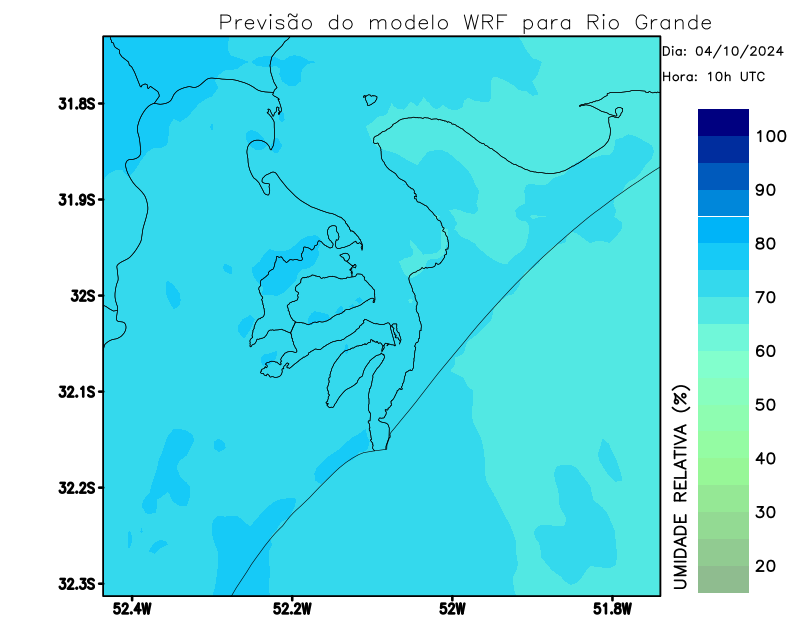 Previsão do modelo WRF para Rio Grande
Dia: 04/10/2024
Hora: 10h UTC
31.8S
31.9S
32S
32.1S
32.2S
32.3S
52.4W
52.2W
52W
51.8W
100
90
80
70
60
50
40
30
20
UMIDADE RELATIVA (%)